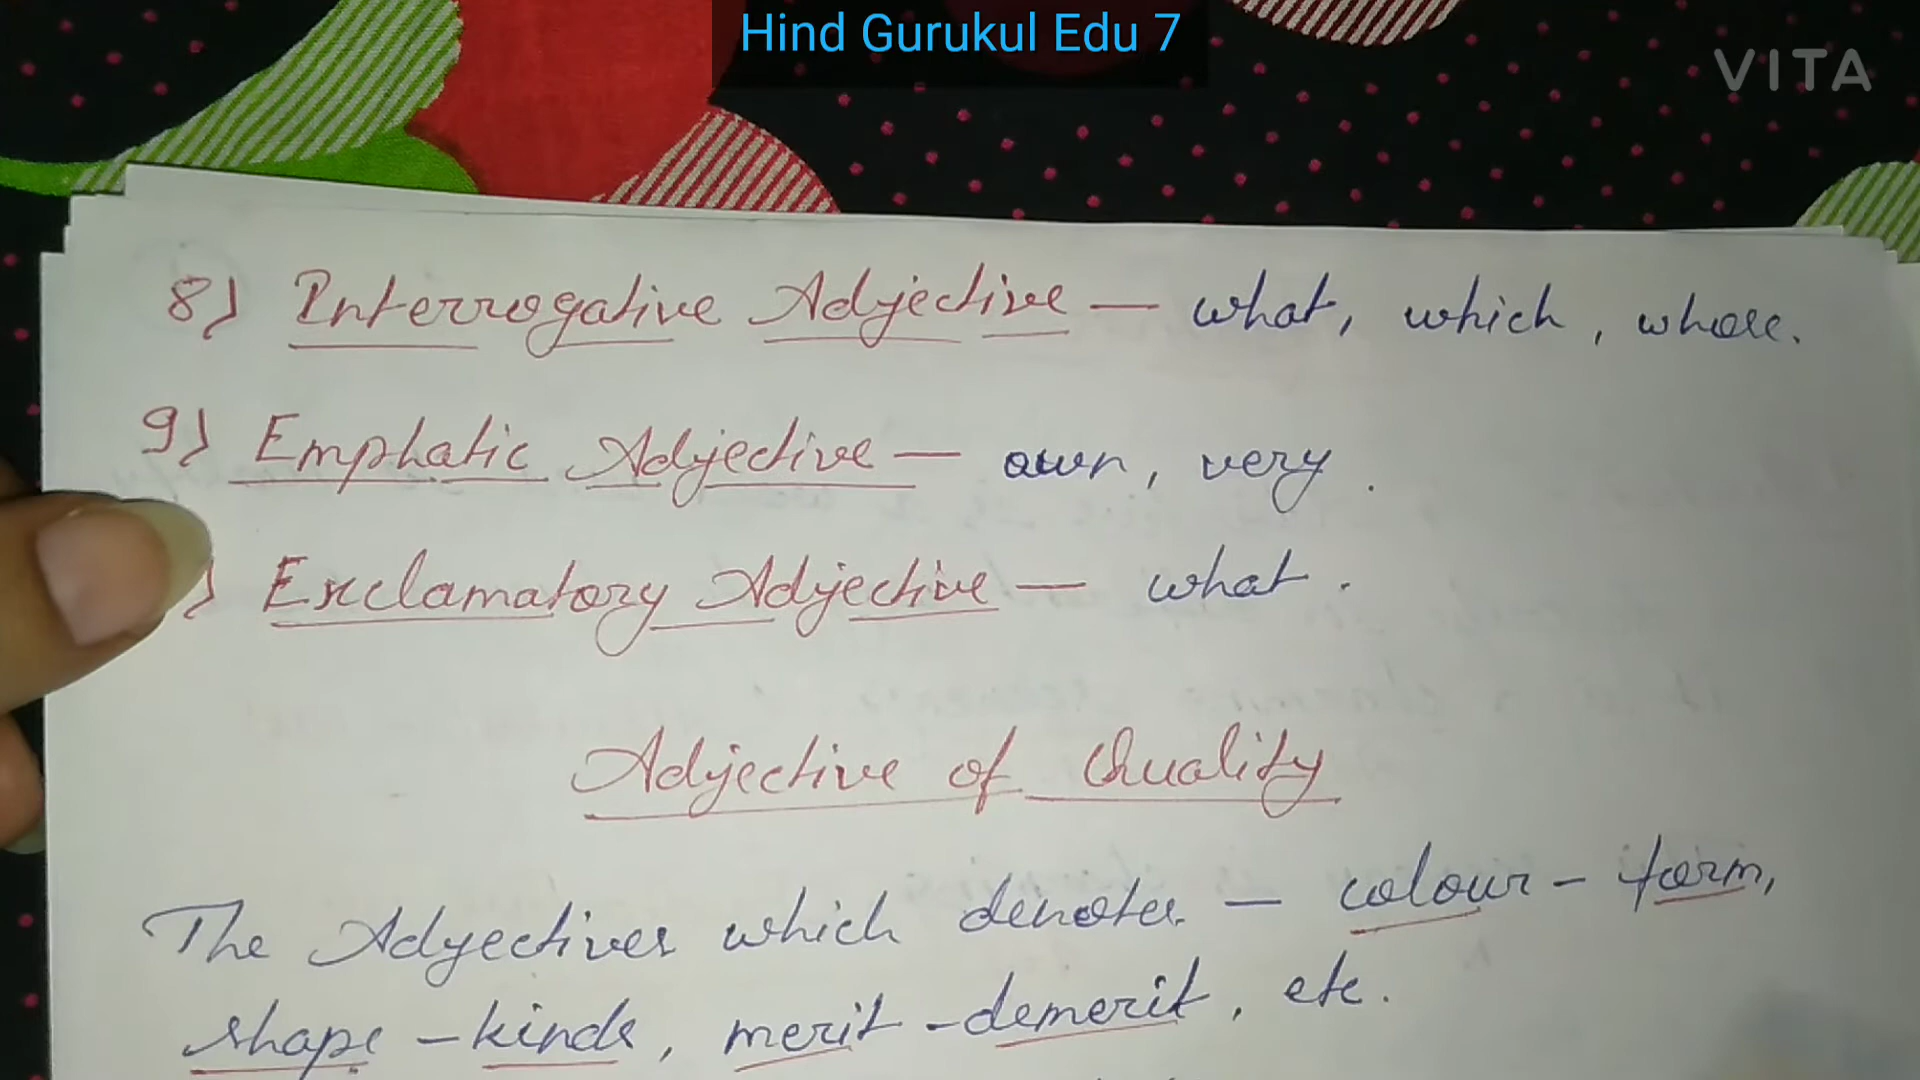 Hind Gurukul Edu 7
VITA
8) Interrogative Adjective — what, which, whose.
9) Emphatic Adjective — own, very.
) Exclamatory Adjective — what.
Adjective of Quality
The Adjectives which denotes — colour - form,
shape - kinds, merit - demerit, etc.